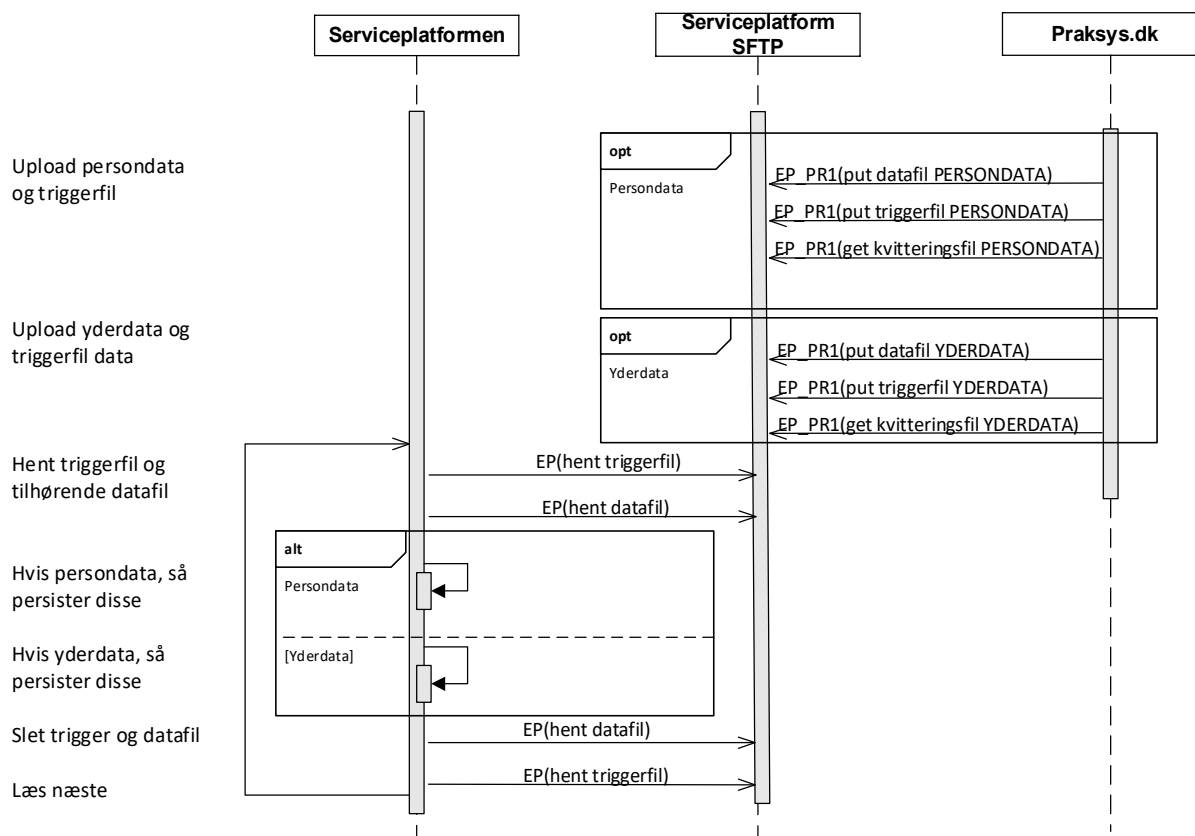 Serviceplatformen
Serviceplatform
SFTP
Praksys.dk
Upload persondata
og triggerfil
opt
Persondata
EP_PR1(put datafil PERSONDATA)
EP_PR1(put triggerfil PERSONDATA)
EP_PR1(get kvitteringsfil PERSONDATA)
Upload yderdata og
triggerfil data
opt
Yderdata
EP_PR1(put datafil YDERDATA)
EP_PR1(put triggerfil YDERDATA)
EP_PR1(get kvitteringsfil YDERDATA)
Hent triggerfil og
tilhørende datafil
EP(hent triggerfil)
EP(hent datafil)
alt
Hvis persondata, så
persister disse
Persondata
Hvis yderdata, så
persister disse
[Yderdata]
Slet trigger og datafil
EP(hent datafil)
Læs næste
EP(hent triggerfil)